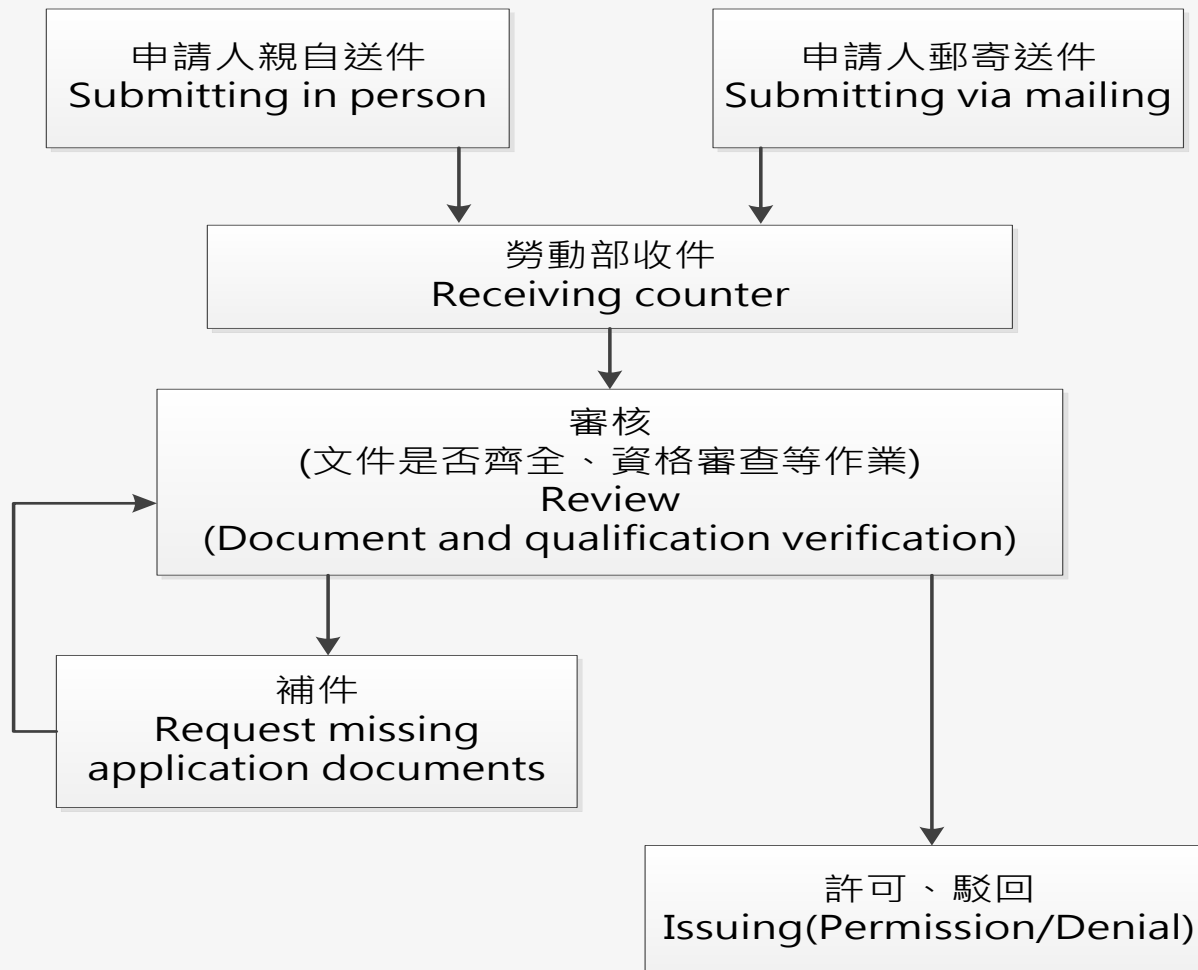 申請人親自送件
Submitting in person
申請人郵寄送件
Submitting via mailing
勞動部收件
Receiving counter
審核
(文件是否齊全、資格審查等作業)
Review
(Document and qualification verification)
補件
Request missing
application documents
許可、駁回
Issuing(Permission/Denial)